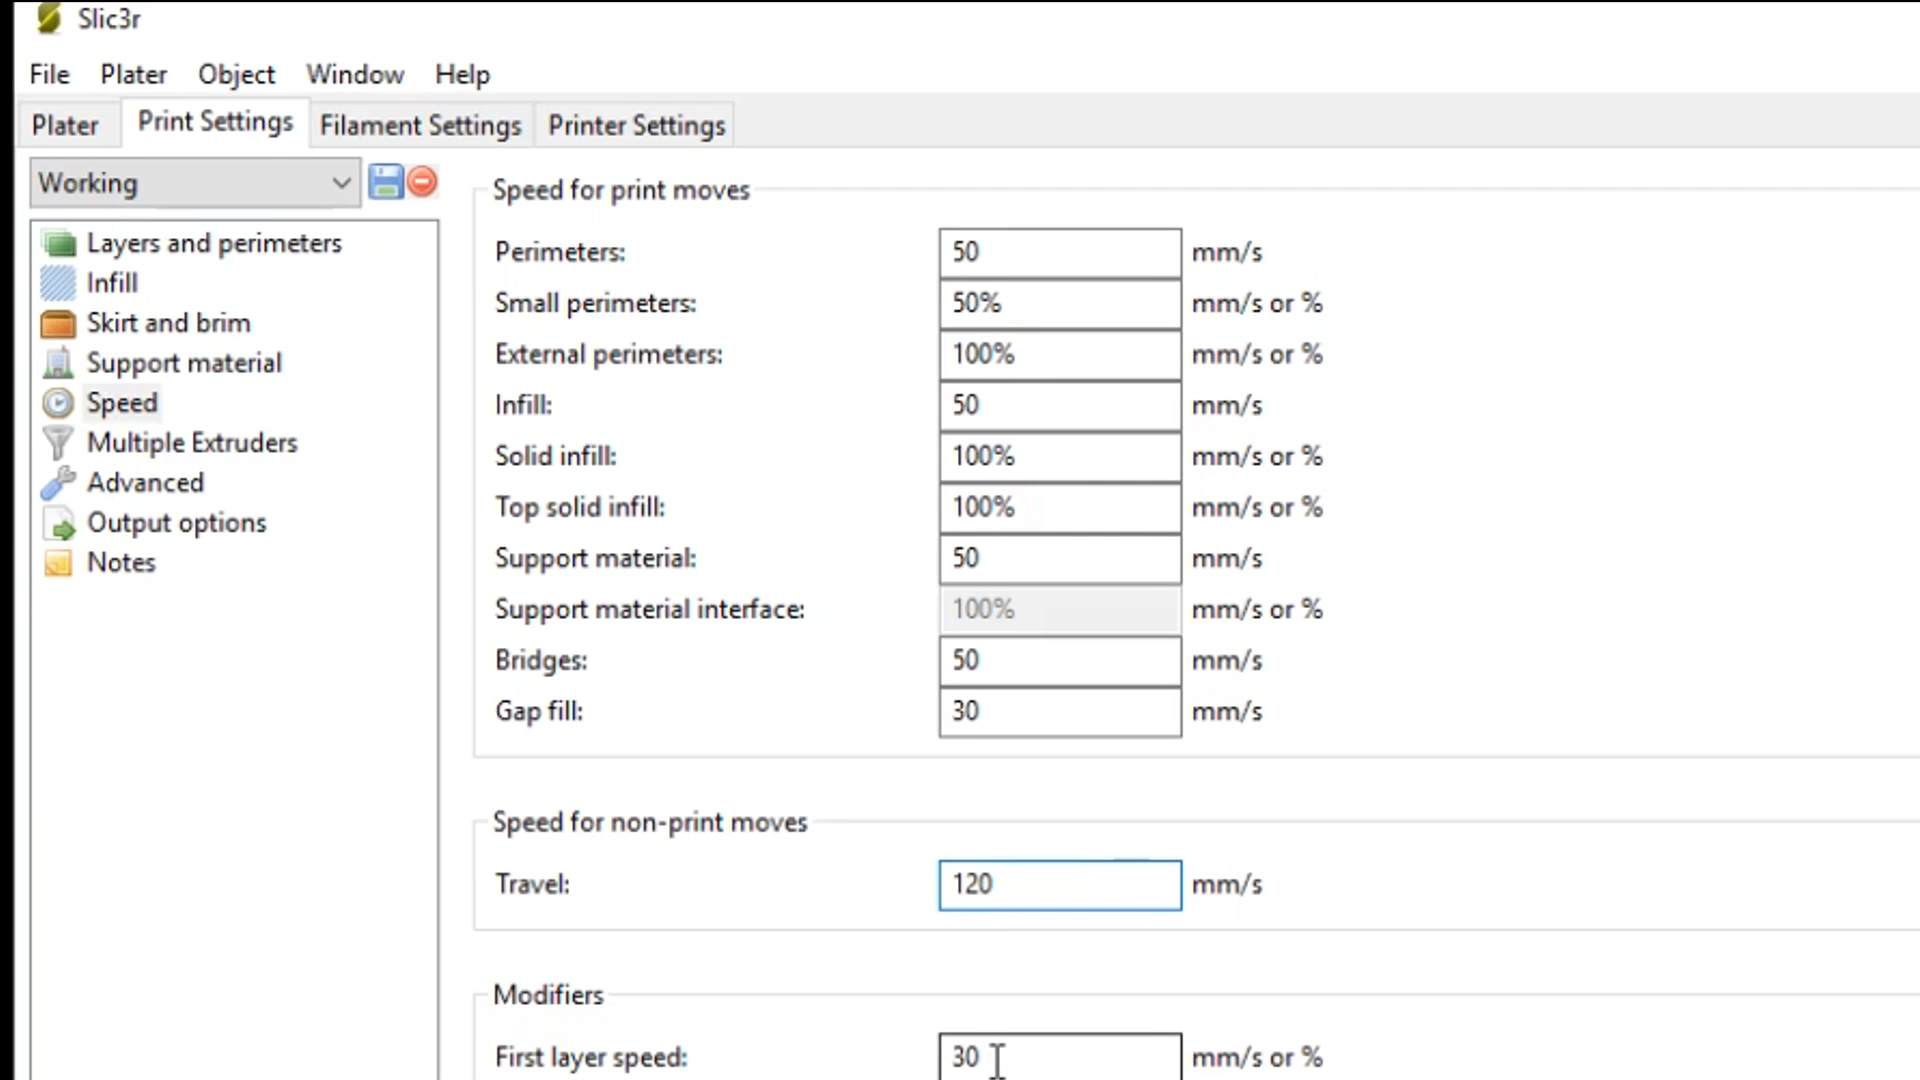 Slic3r
File Plater Object Window Help
Plater Print Settings Filament Settings Printer Settings
Working
Layers and perimeters
Infill
Skirt and brim
Support material
Speed
Multiple Extruders
Advanced
Output options
Notes
Speed for print moves
Perimeters: 50 mm/s
Small perimeters: 50% mm/s or %
External perimeters: 100% mm/s or %
Infill: 50 mm/s
Solid infill: 100% mm/s or %
Top solid infill: 100% mm/s or %
Support material: 50 mm/s
Support material interface: 100% mm/s or %
Bridges: 50 mm/s
Gap fill: 30 mm/s
Speed for non-print moves
Travel: 120 mm/s
Modifiers
First layer speed: 30 mm/s or %